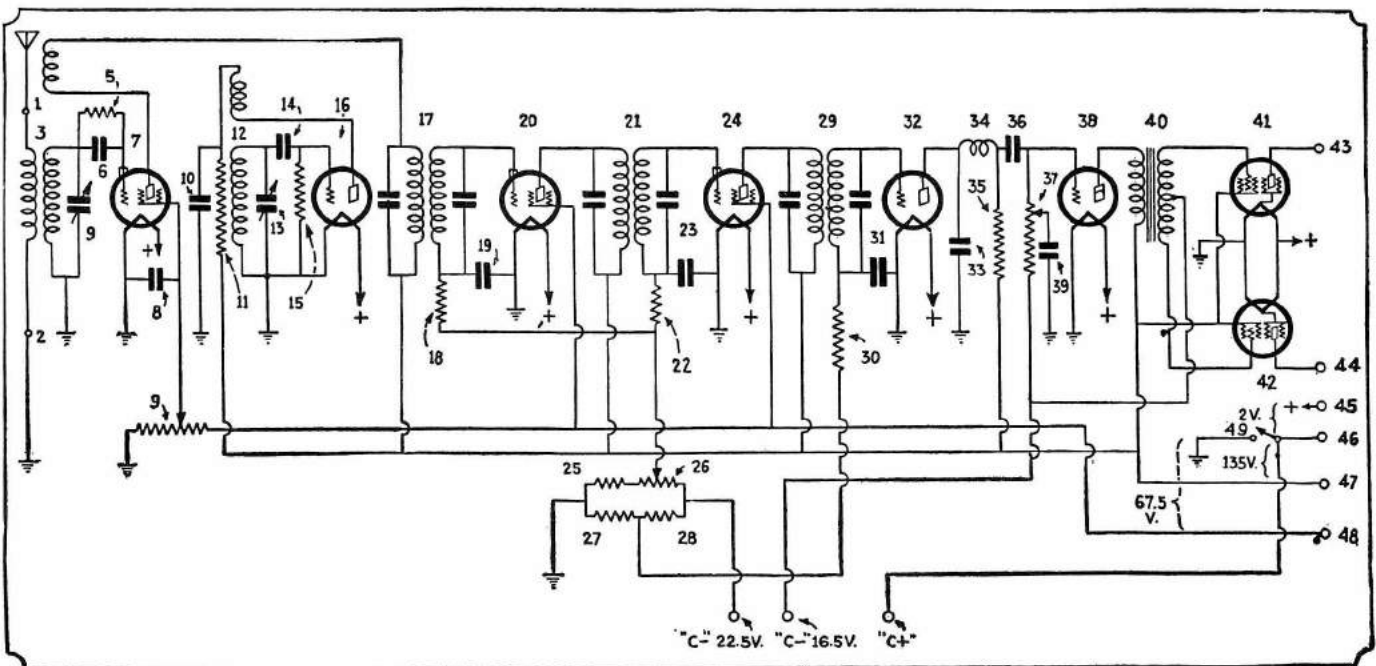 5
14 16
1
3 7 12 17 20 21 24 29 32 34 36 38 40 41
43
6 10
35 37
9 13 19 23 31
+
33 39
8 11 15 + + + + + +
2
18 22 30
42 44
+ 45
9 2V.
49 46
25 26 135V.
47
67.5
V.
27 28 48
"C-" 22.5V. "C-" 16.5V. "C+"